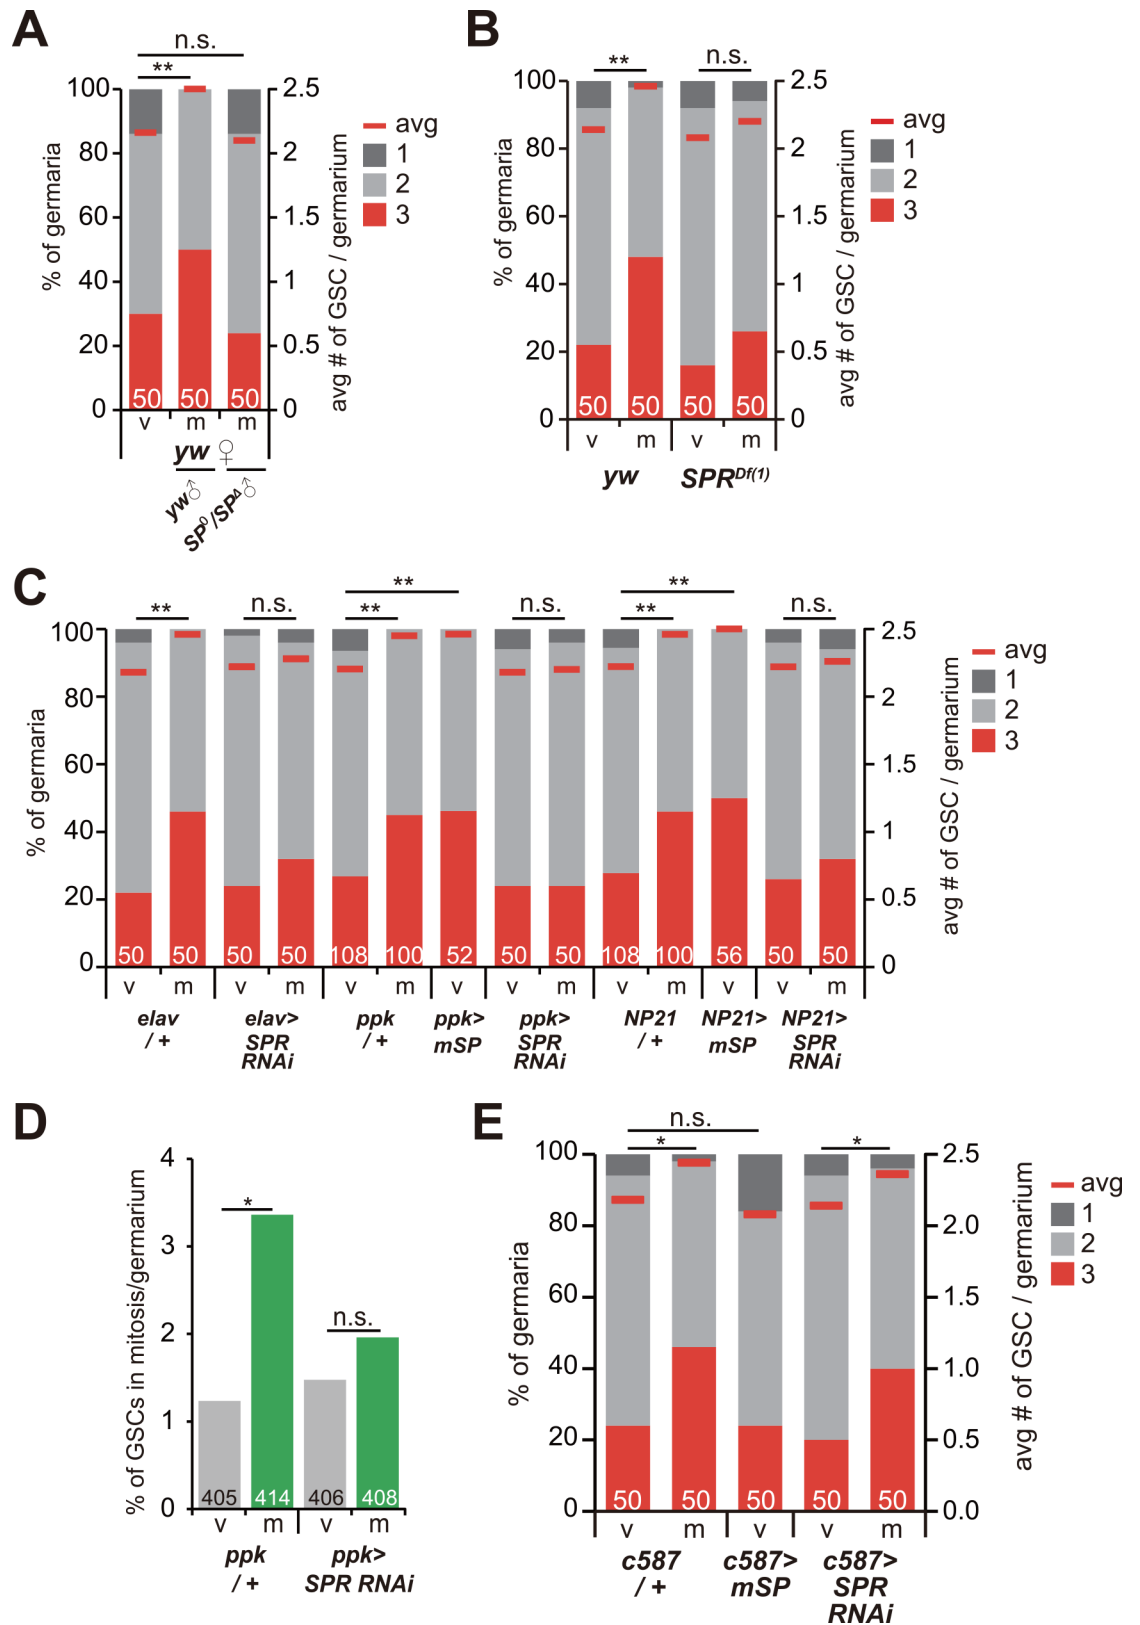 A
n.s.
**
100
80
60
40
20
0
% of germaria
2.5
2
1.5
1
0.5
0
avg # of GSC / germarium
avg
1
2
3
50 50 50
v m m
yw ♀
yw♂ SP⁰/SPΔ♂
B
** n.s.
100
80
60
40
20
0
% of germaria
2.5
2
1.5
1
0.5
0
avg # of GSC / germarium
avg
1
2
3
50 50 50 50
v m v m
yw SPR^Df(1)
C
** **
** n.s. ** n.s. ** n.s.
100
80
60
40
20
0
% of germaria
2.5
2
1.5
1
0.5
0
avg # of GSC / germarium
avg
1
2
3
50 50 50 50 108 100 52 50 50 108 100 56 50 50
v m v m v m v v m v m v v m
elav ElAV> ppk ppk> ppk> NP21 NP21> NP21>
/ + SPR / + mSP SPR / + mSP SPR
RNAi RNAi RNAi
D
4
3
2
1
0
% of GSCs in mitosis/germarium
*
n.s.
405 414 406 408
v m v m
ppk ppk>
/ + SPR RNAi
E
n.s.
* *
100
80
60
40
20
0
% of germaria
2.5
2.0
1.5
1.0
0.5
0.0
avg # of GSC / germarium
avg
1
2
3
50 50 50 50 50
v m v v m
c587 c587> c587>
/ + mSP SPR
RNAi